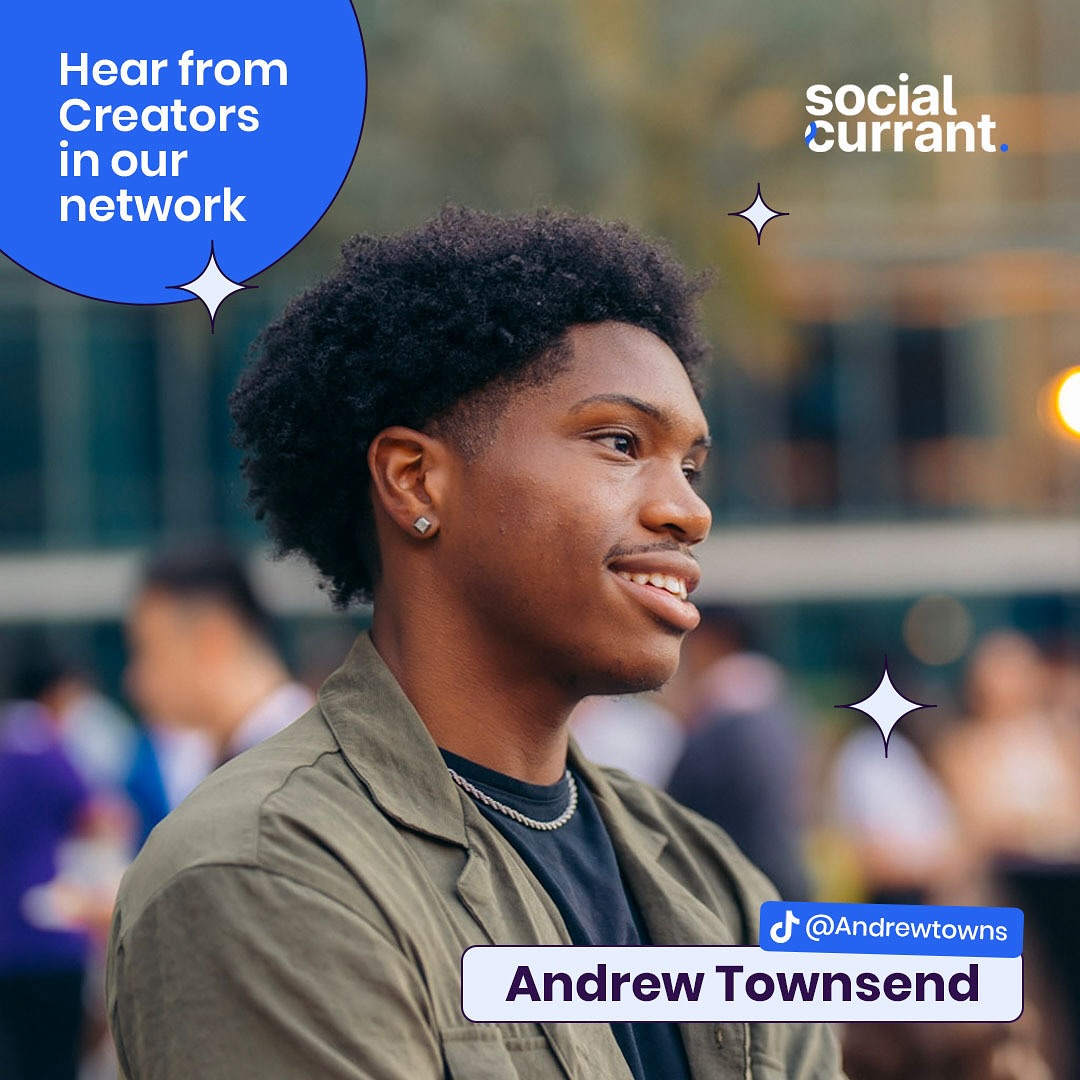 Hear from
Creators
in our
network
social
currant.
@Andrewtowns
Andrew Townsend